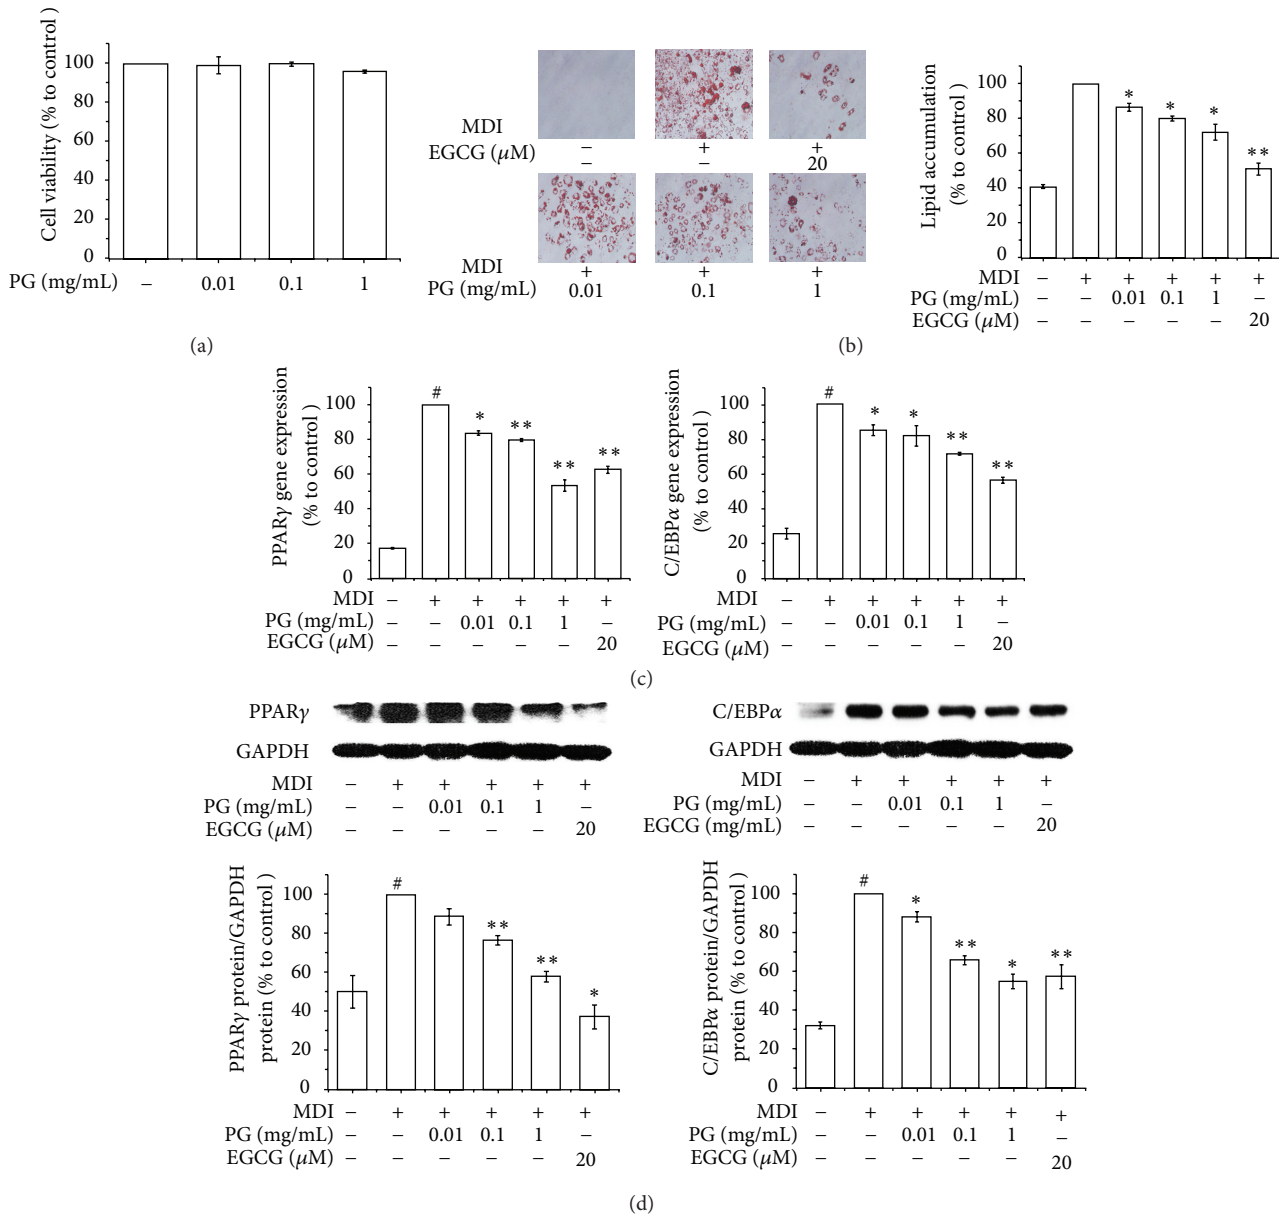 Cell viability (% to control)
100
80
60
40
20
0
PG (mg/mL) – 0.01 0.1 1
(a)
MDI – + +
EGCG (μM) – – 20
MDI + + +
PG (mg/mL) 0.01 0.1 1
Lipid accumulation
(% to control)
100
80
60
40
20
0
* * * **
MDI – + + + + +
PG (mg/mL) – – 0.01 0.1 1 –
EGCG (μM) – – – – – 20
(b)
PPARγ gene expression
(% to control )
100
80
60
40
20
0
# * ** ** **
MDI – + + + + +
PG (mg/mL) – – 0.01 0.1 1 –
EGCG (μM) – – – – – 20
C/EBPα gene expression
(% to control )
100
80
60
40
20
0
# * * ** **
MDI – + + + + +
PG (mg/mL) – – 0.01 0.1 1 –
EGCG (μM) – – – – – 20
(c)
PPARγ
GAPDH
MDI – + + + + +
PG (mg/mL) – – 0.01 0.1 1 –
EGCG (μM) – – – – – 20
C/EBPα
GAPDH
MDI – + + + + +
PG (mg/mL) – – 0.01 0.1 1 –
EGCG (mg/mL) – – – – – 20
PPARγ protein/GAPDH
protein (% to control )
100
80
60
40
20
0
# ** ** *
MDI – + + + + +
PG (mg/mL) – – 0.01 0.1 1 –
EGCG (μM) – – – – – 20
C/EBPα protein/GAPDH
protein (% to control )
100
80
60
40
20
0
# * ** * **
MDI – + + + + +
PG (mg/mL) – – 0.01 0.1 1 –
EGCG (μM) – – – – – 20
(d)